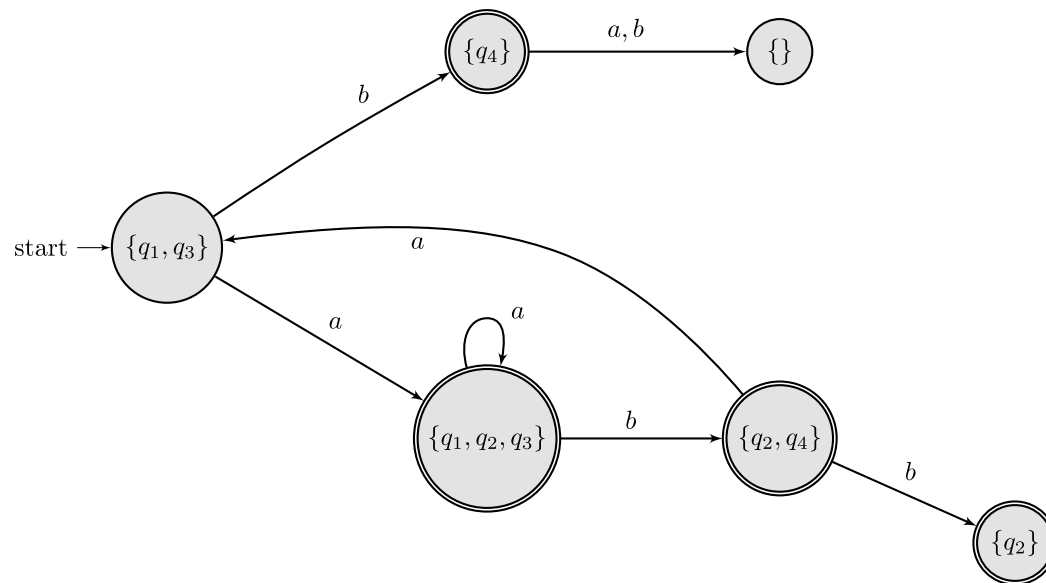 {q₄}
a, b
{}
b
start
{q₁, q₃}
a
a
a
{q₁, q₂, q₃}
b
{q₂, q₄}
b
{q₂}